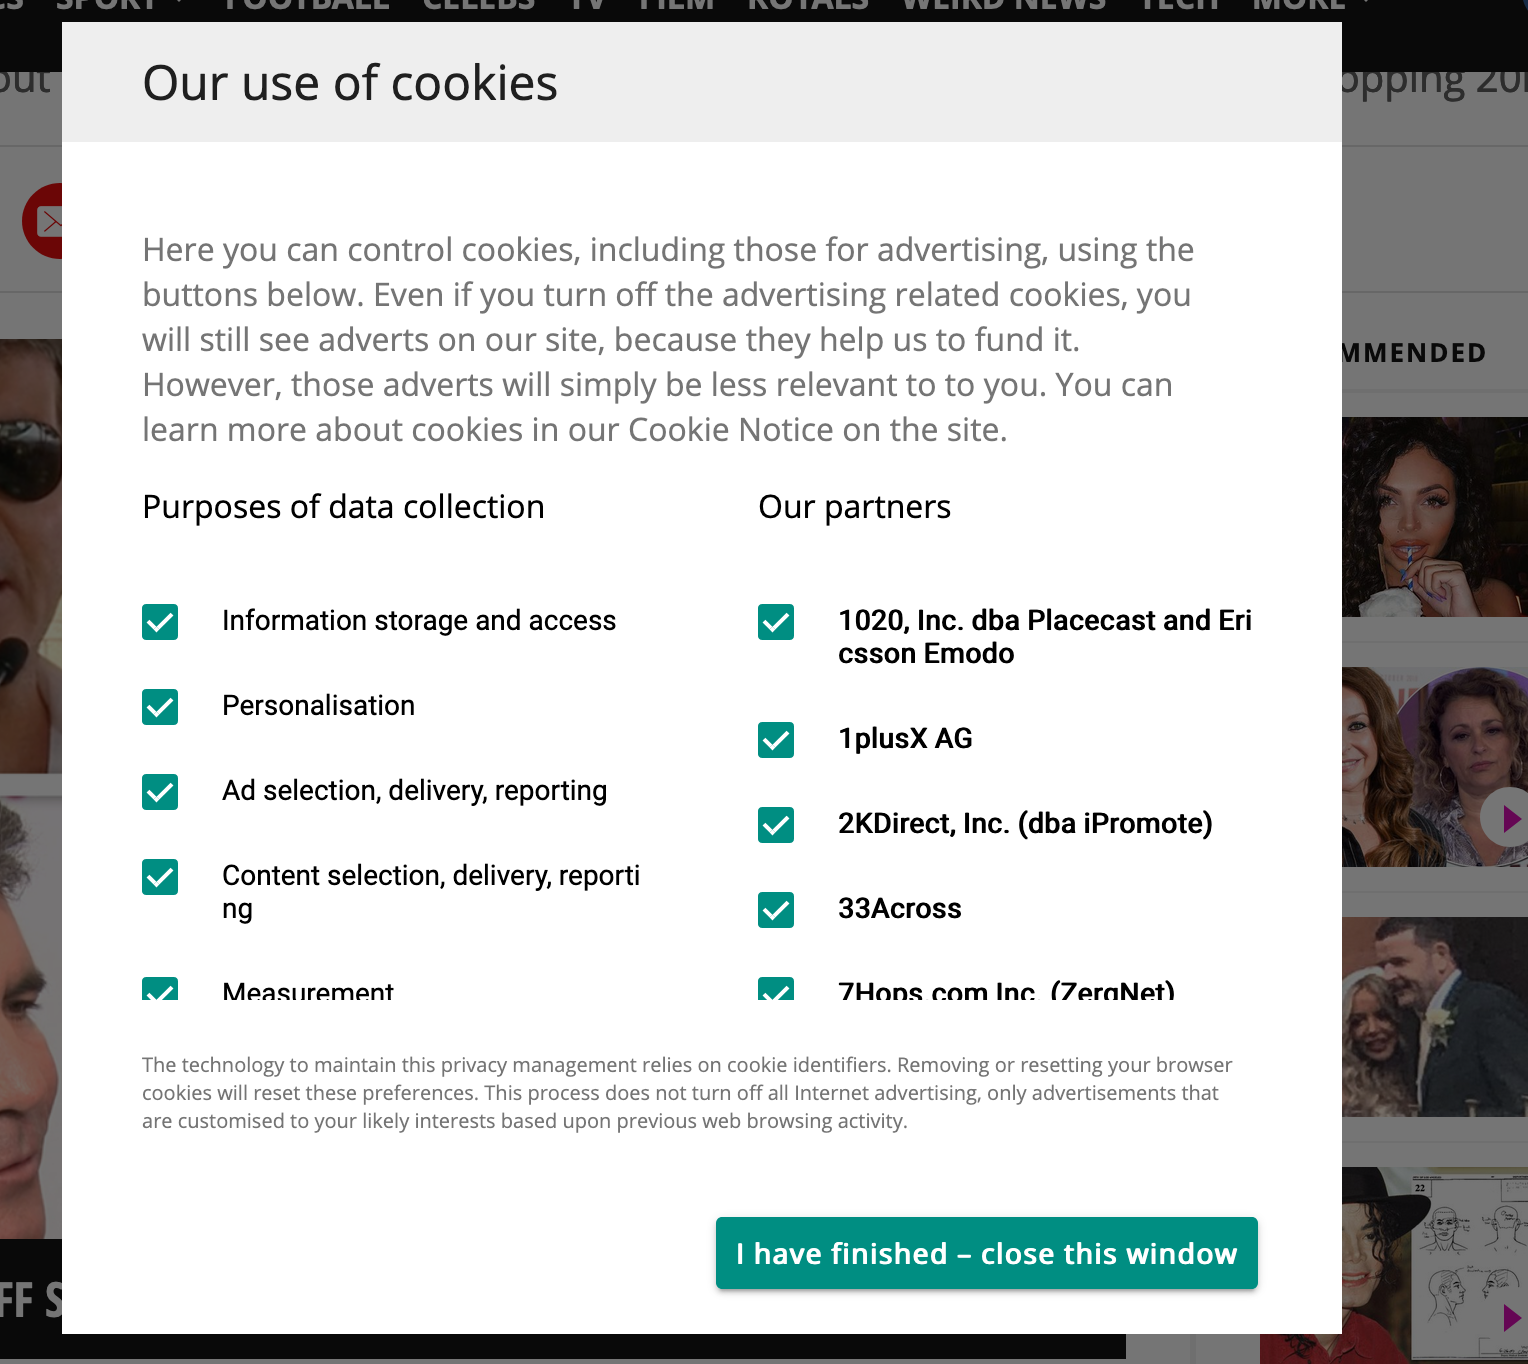 SPORT FOOTBALL CELEBS TV FILM ROYALS WEIRD NEWS TECH MORE
Our use of cookies
Here you can control cookies, including those for advertising, using the
buttons below. Even if you turn off the advertising related cookies, you
will still see adverts on our site, because they help us to fund it.
However, those adverts will simply be less relevant to to you. You can
learn more about cookies in our Cookie Notice on the site.
Purposes of data collection
Information storage and access
Personalisation
Ad selection, delivery, reporting
Content selection, delivery, reporti
ng
Measurement
Our partners
1020, Inc. dba Placecast and Eri
csson Emodo
1plusX AG
2KDirect, Inc. (dba iPromote)
33Across
7Hops.com Inc. (ZergNet)
The technology to maintain this privacy management relies on cookie identifiers. Removing or resetting your browser
cookies will reset these preferences. This process does not turn off all Internet advertising, only advertisements that
are customised to your likely interests based upon previous web browsing activity.
I have finished – close this window
MMENDED
22